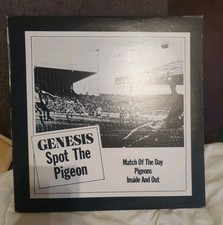 GENESIS
Spot The
Pigeon
Match Of The Day
Pigeons
Inside And Out